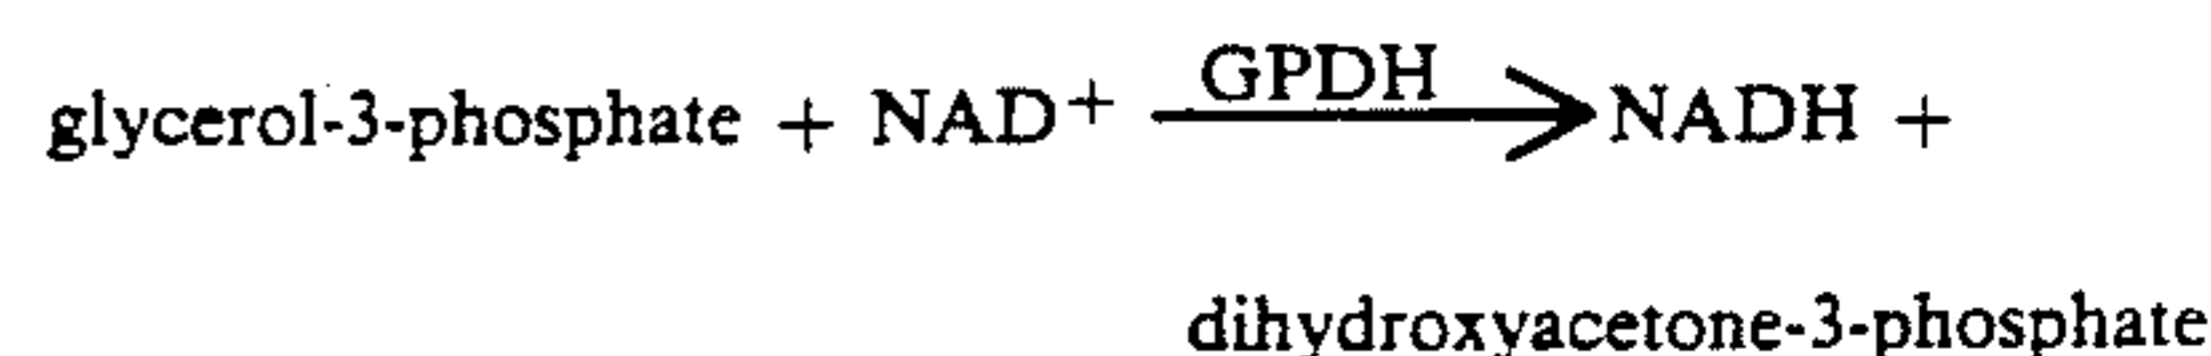 GPDH
glycerol-3-phosphate + NAD⁺ ⟶ NADH +
dihydroxyacetone-3-phosphate